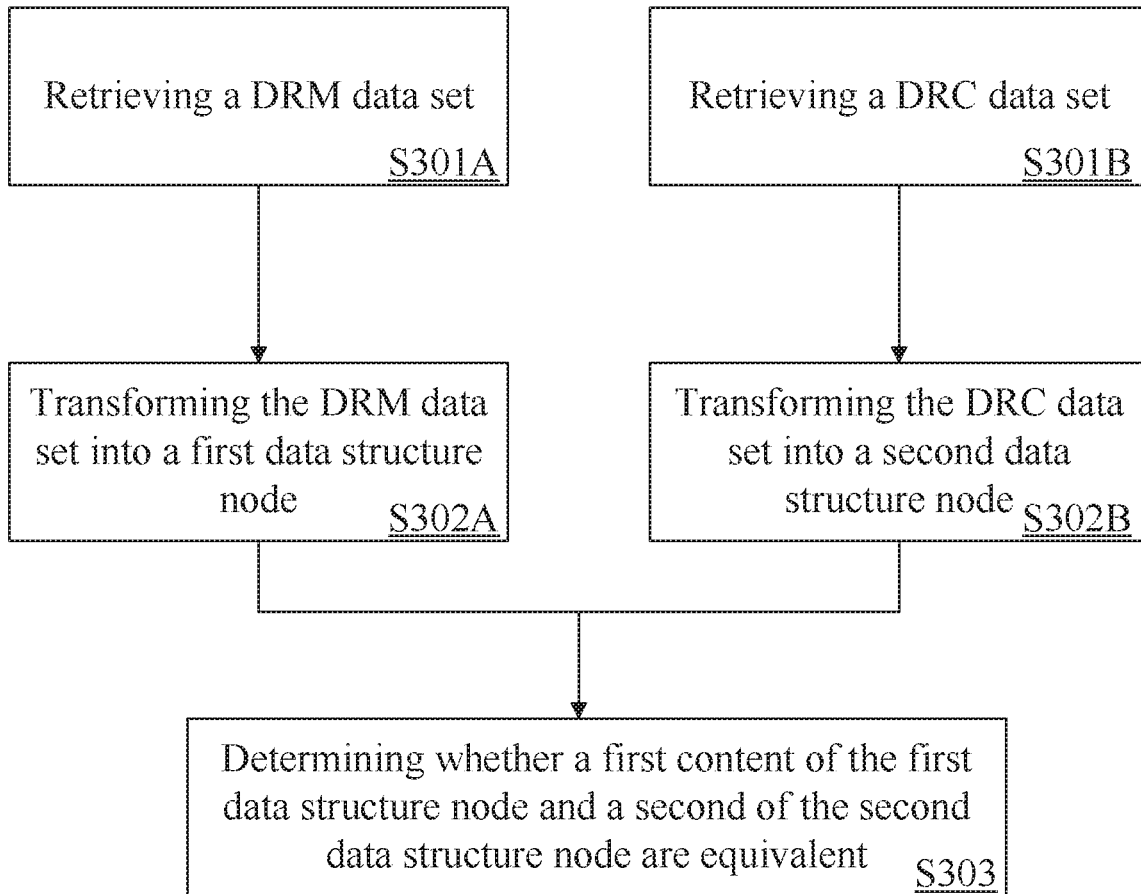 Retrieving a DRM data set
S301A
Retrieving a DRC data set
S301B
Transforming the DRM data
set into a first data structure
node
S302A
Transforming the DRC data
set into a second data
structure node
S302B
Determining whether a first content of the first
data structure node and a second of the second
data structure node are equivalent
S303